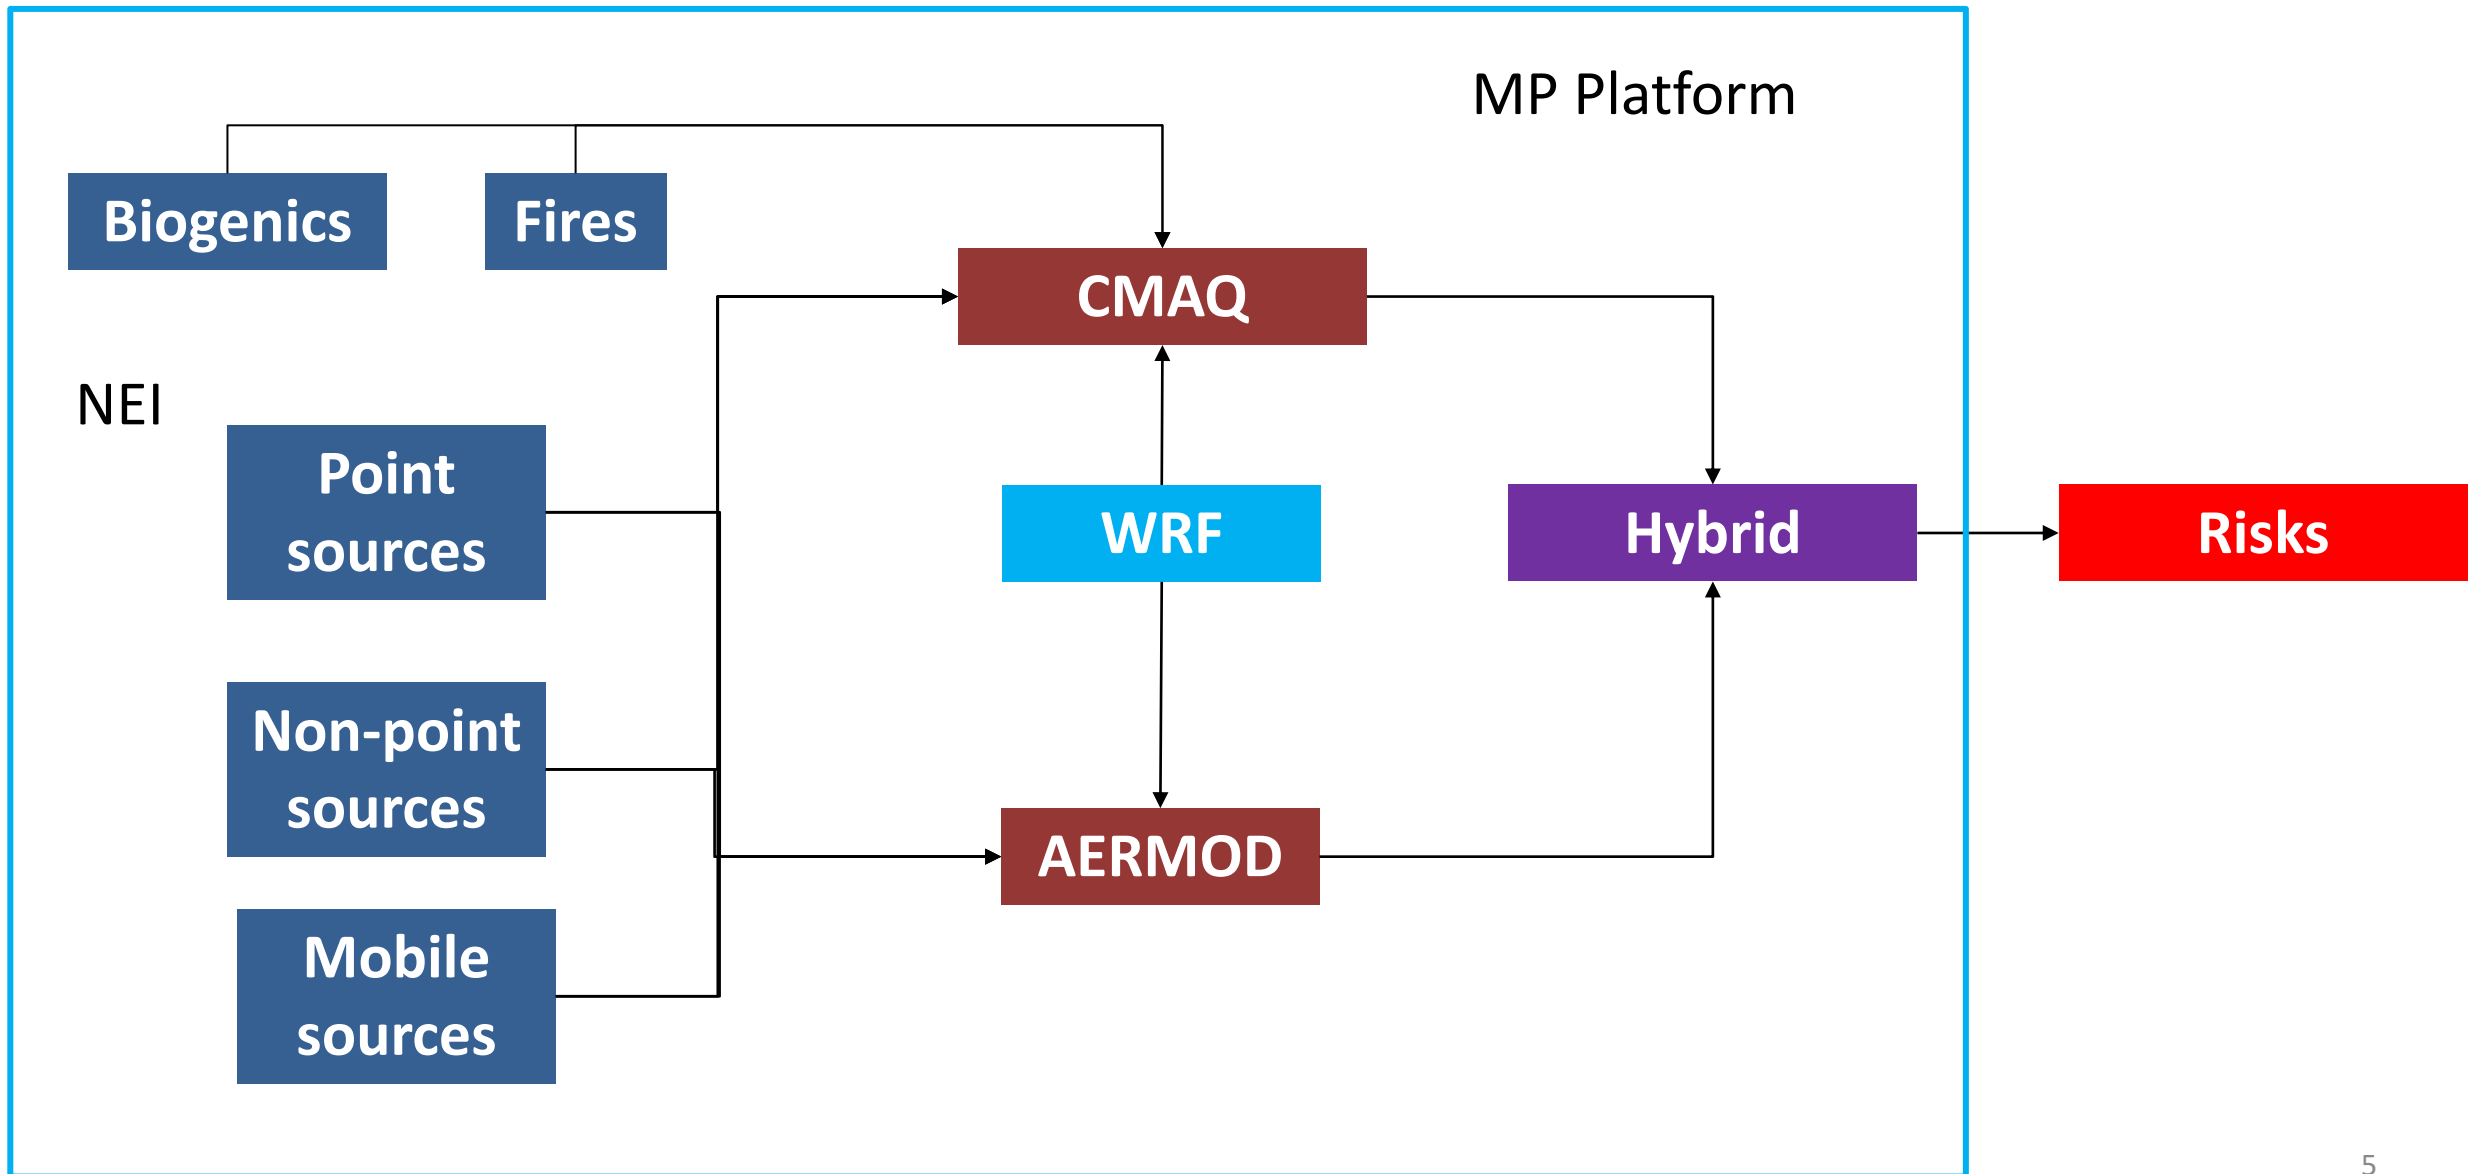 MP Platform
Biogenics
Fires
CMAQ
NEI
Point
sources
WRF
Hybrid
Risks
Non-point
sources
AERMOD
Mobile
sources
5